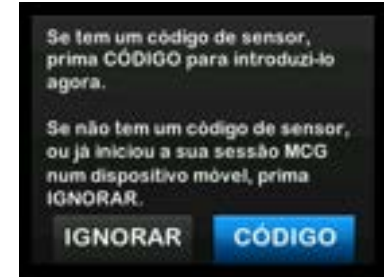 Se tem um código de sensor,
prima CÓDIGO para introduzi-lo
agora.
Se não tem um código de sensor,
ou já iniciou a sua sessão MCG
num dispositivo móvel, prima
IGNORAR.
IGNORAR CÓDIGO